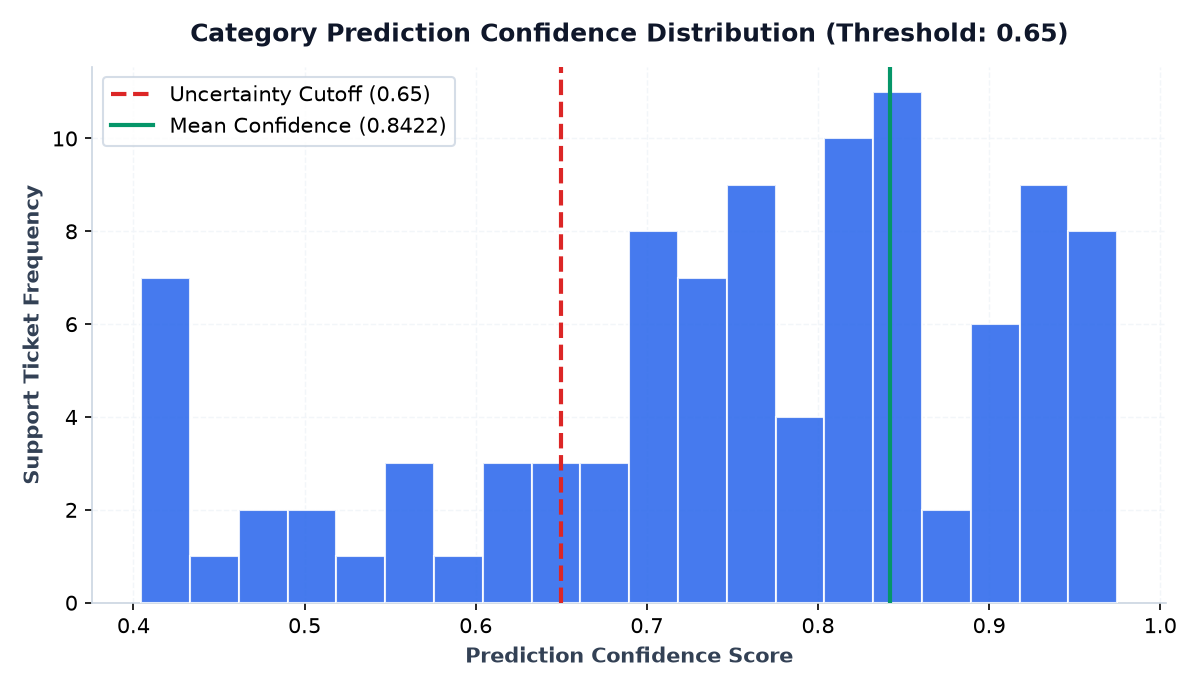 Category Prediction Confidence Distribution (Threshold: 0.65)
Uncertainty Cutoff (0.65)
Mean Confidence (0.8422)
Support Ticket Frequency
10
8
6
4
2
0
0.4 0.5 0.6 0.7 0.8 0.9 1.0
Prediction Confidence Score